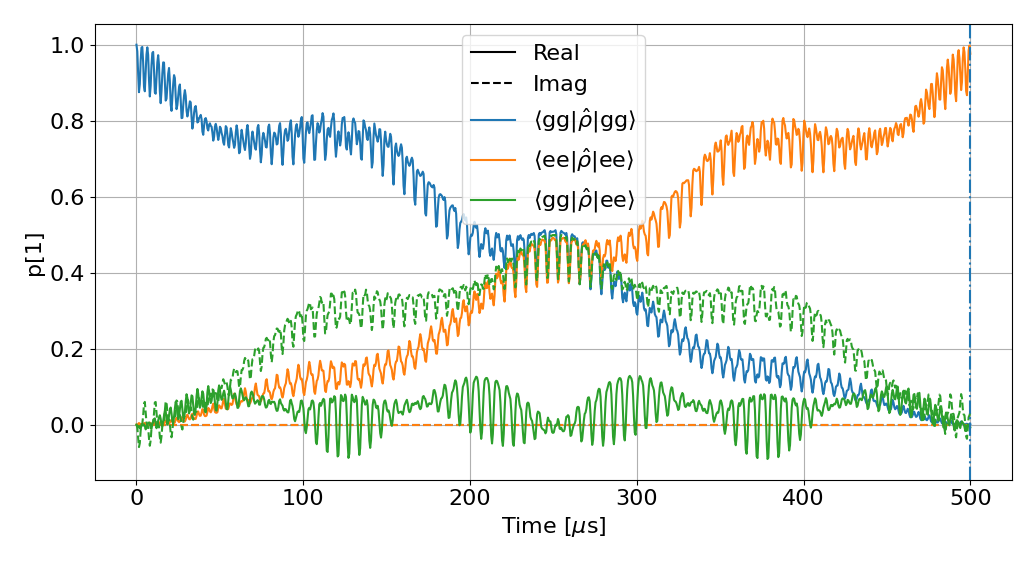 1.0
0.8
0.6
0.4
0.2
0.0
p[1]
Real
Imag
⟨gg|ρ̂|gg⟩
⟨ee|ρ̂|ee⟩
⟨gg|ρ̂|ee⟩
0 100 200 300 400 500
Time [μs]